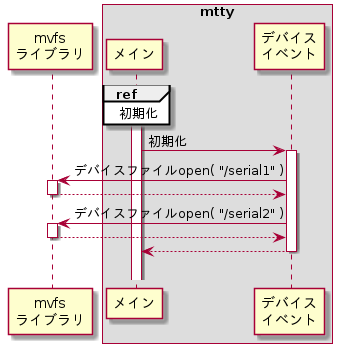 mtty
mvfs
ライブラリ
メイン
デバイス
イベント
ref
初期化
初期化
デバイスファイルopen( "/serial1" )
デバイスファイルopen( "/serial2" )
mvfs
ライブラリ
メイン
デバイス
イベント